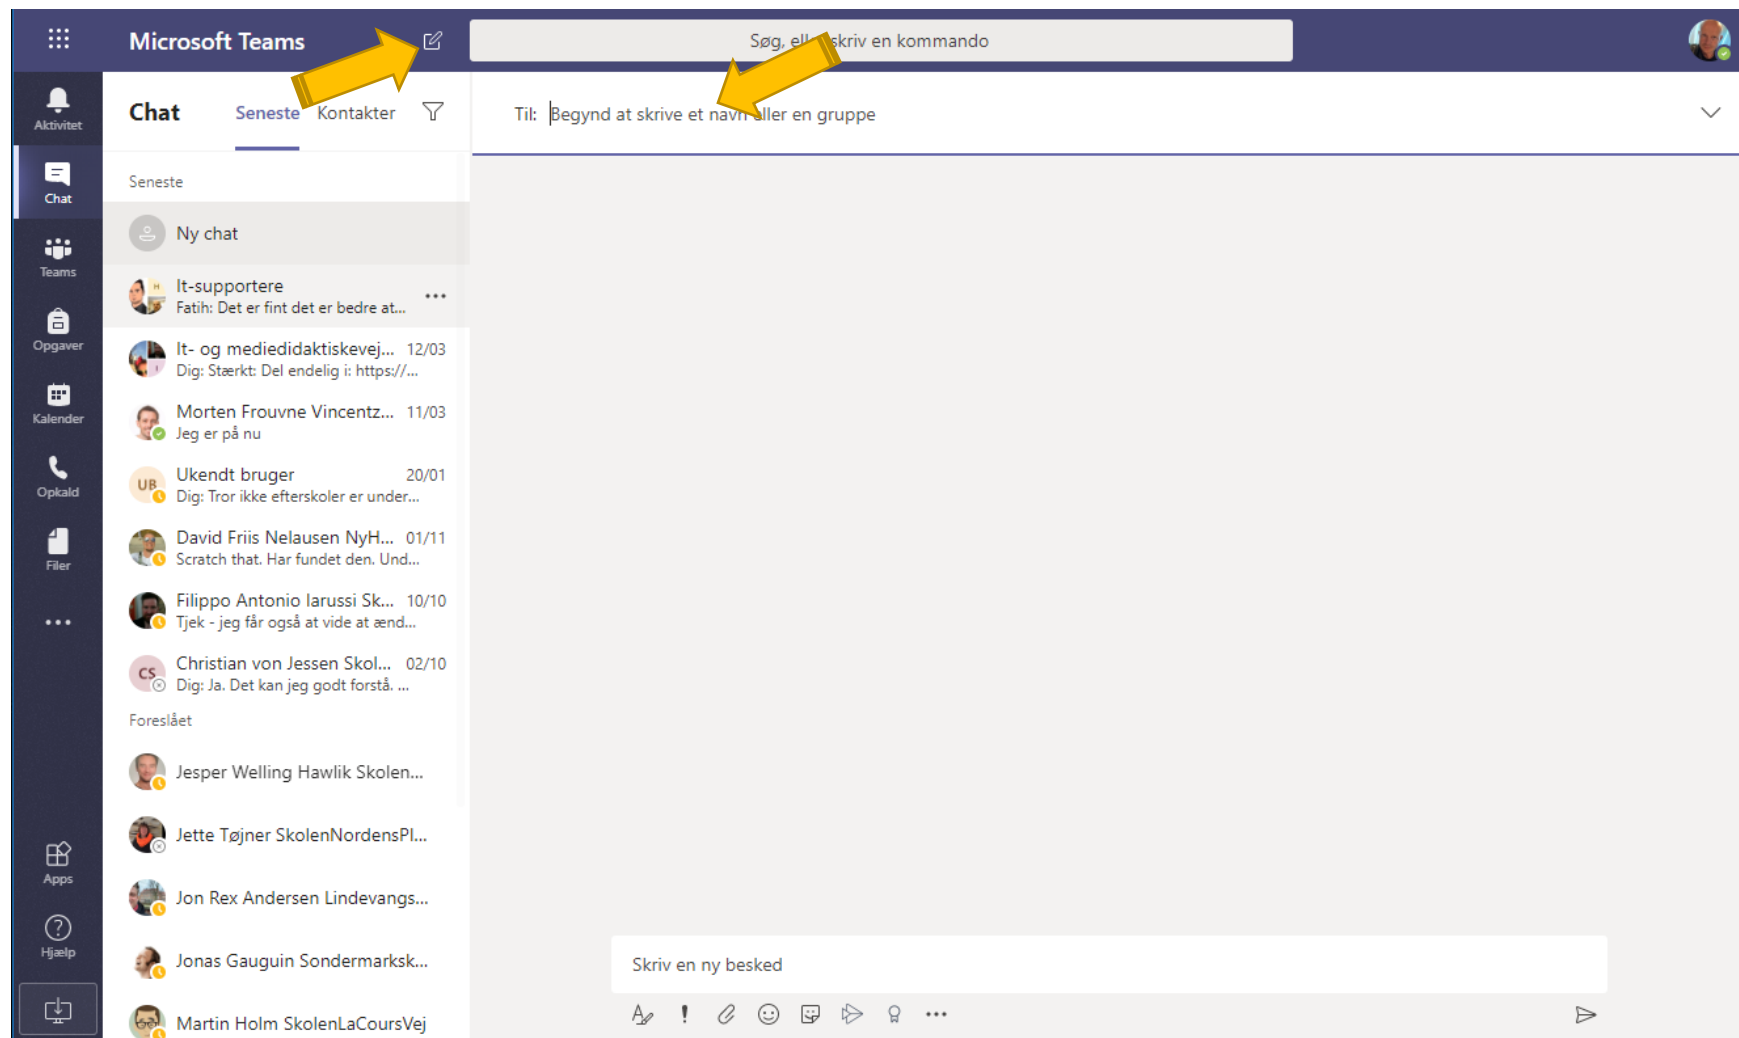 Microsoft Teams
Søg, eller skriv en kommando
Aktivitet
Chat
Teams
Opgaver
Kalender
Opkald
Filer
Apps
Hjælp
Chat
Seneste
Kontakter
Seneste
Ny chat
It-supportere
H
Fatih: Det er fint det er bedre at...
It- og mediedidaktiskevej... 12/03
I
Dig: Stærkt: Del endelig i: https://...
Morten Frouvne Vincentz... 11/03
Jeg er på nu
UB
Ukendt bruger 20/01
Dig: Tror ikke efterskoler er under...
David Friis Nelausen NyH... 01/11
Scratch that. Har fundet den. Und...
Filippo Antonio Iarussi Sk... 10/10
Tjek - jeg får også at vide at ænd...
CS
Christian von Jessen Skol... 02/10
Dig: Ja. Det kan jeg godt forstå. ...
Foreslået
Jesper Welling Hawlik Skolen...
Jette Tøjner SkolenNordensPl...
Jon Rex Andersen Lindevangs...
Jonas Gauguin Sondermarksk...
Martin Holm SkolenLaCoursVej
Til: Begynd at skrive et navn eller en gruppe
Skriv en ny besked